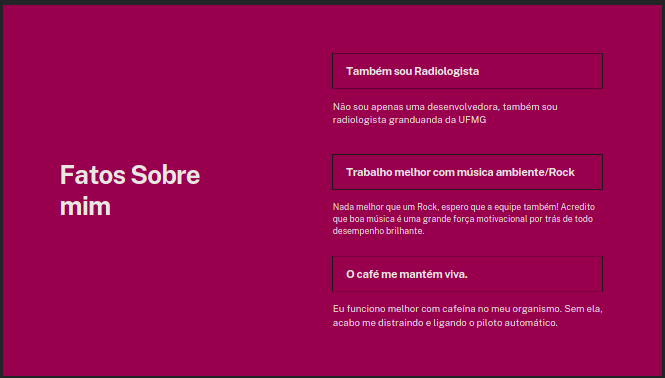 Fatos Sobre
mim
Também sou Radiologista
Não sou apenas uma desenvolvedora, também sou
radiologista granduanda da UFMG
Trabalho melhor com música ambiente/Rock
Nada melhor que um Rock, espero que a equipe também! Acredito
que boa música é uma grande força motivacional por trás de todo
desempenho brilhante.
O café me mantém viva.
Eu funciono melhor com cafeína no meu organismo. Sem ela,
acabo me distraindo e ligando o piloto automático.